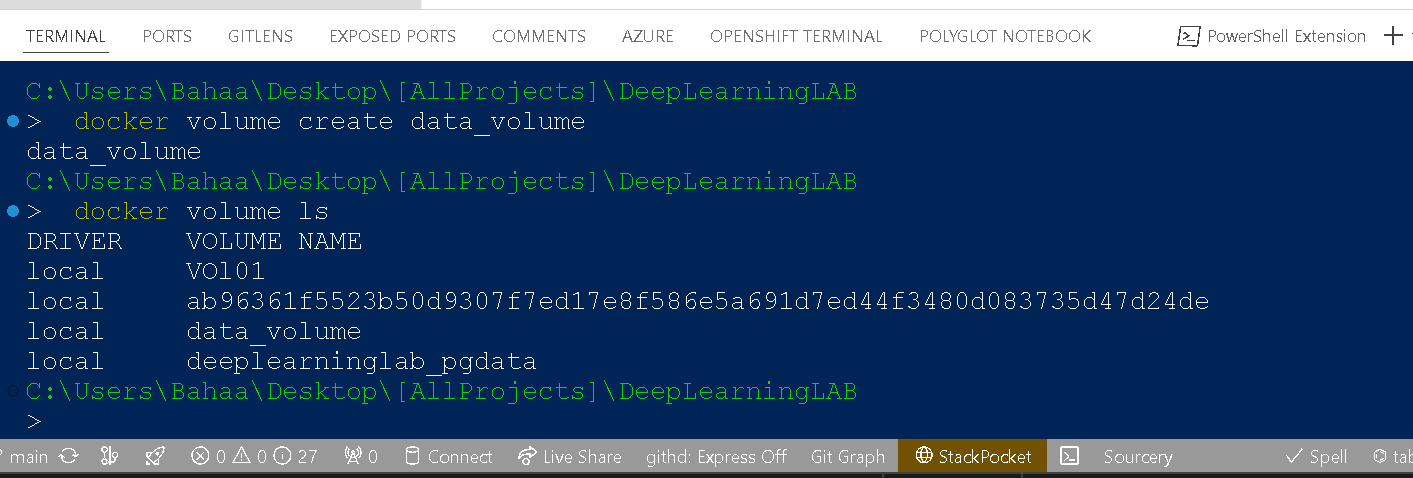 TERMINAL PORTS GITLENS EXPOSED PORTS COMMENTS AZURE OPENSHIFT TERMINAL POLYGLOT NOTEBOOK PowerShell Extension
C:\Users\Bahaa\Desktop\[AllProjects]\DeepLearningLAB
> docker volume create data_volume
data_volume
C:\Users\Bahaa\Desktop\[AllProjects]\DeepLearningLAB
> docker volume ls
DRIVER VOLUME NAME
local VOl01
local ab96361f5523b50d9307f7ed17e8f586e5a691d7ed44f3480d083735d47d24de
local data_volume
local deeplearninglab_pgdata
C:\Users\Bahaa\Desktop\[AllProjects]\DeepLearningLAB
>
main 0 0 27 0 Connect Live Share githd: Express Off Git Graph StackPocket Sourcery Spell tab